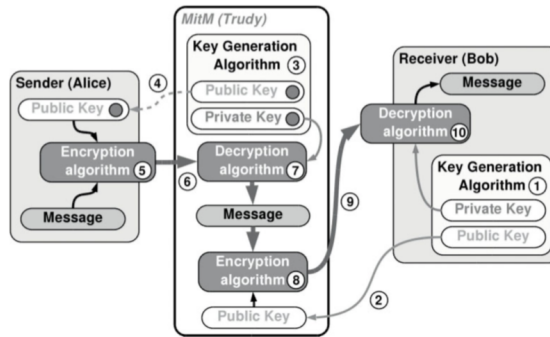 MitM (Trudy)
Key Generation
Algorithm 3
Public Key
Private Key
4
Sender (Alice)
Public Key
Encryption
algorithm 5
Message
6
Decryption
algorithm 7
Message
Encryption
algorithm 8
Public Key
9
2
Receiver (Bob)
Message
Decryption
algorithm 10
Key Generation
Algorithm 1
Private Key
Public Key